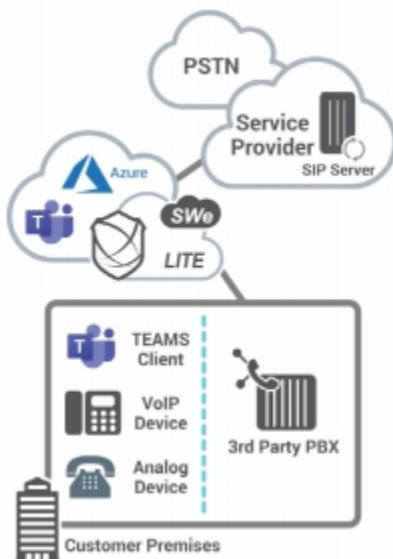 PSTN
Service
Provider
SIP Server
Azure
T
SWe
LITE
T
TEAMS
Client
VoIP
Device
3rd Party PBX
Analog
Device
Customer Premises